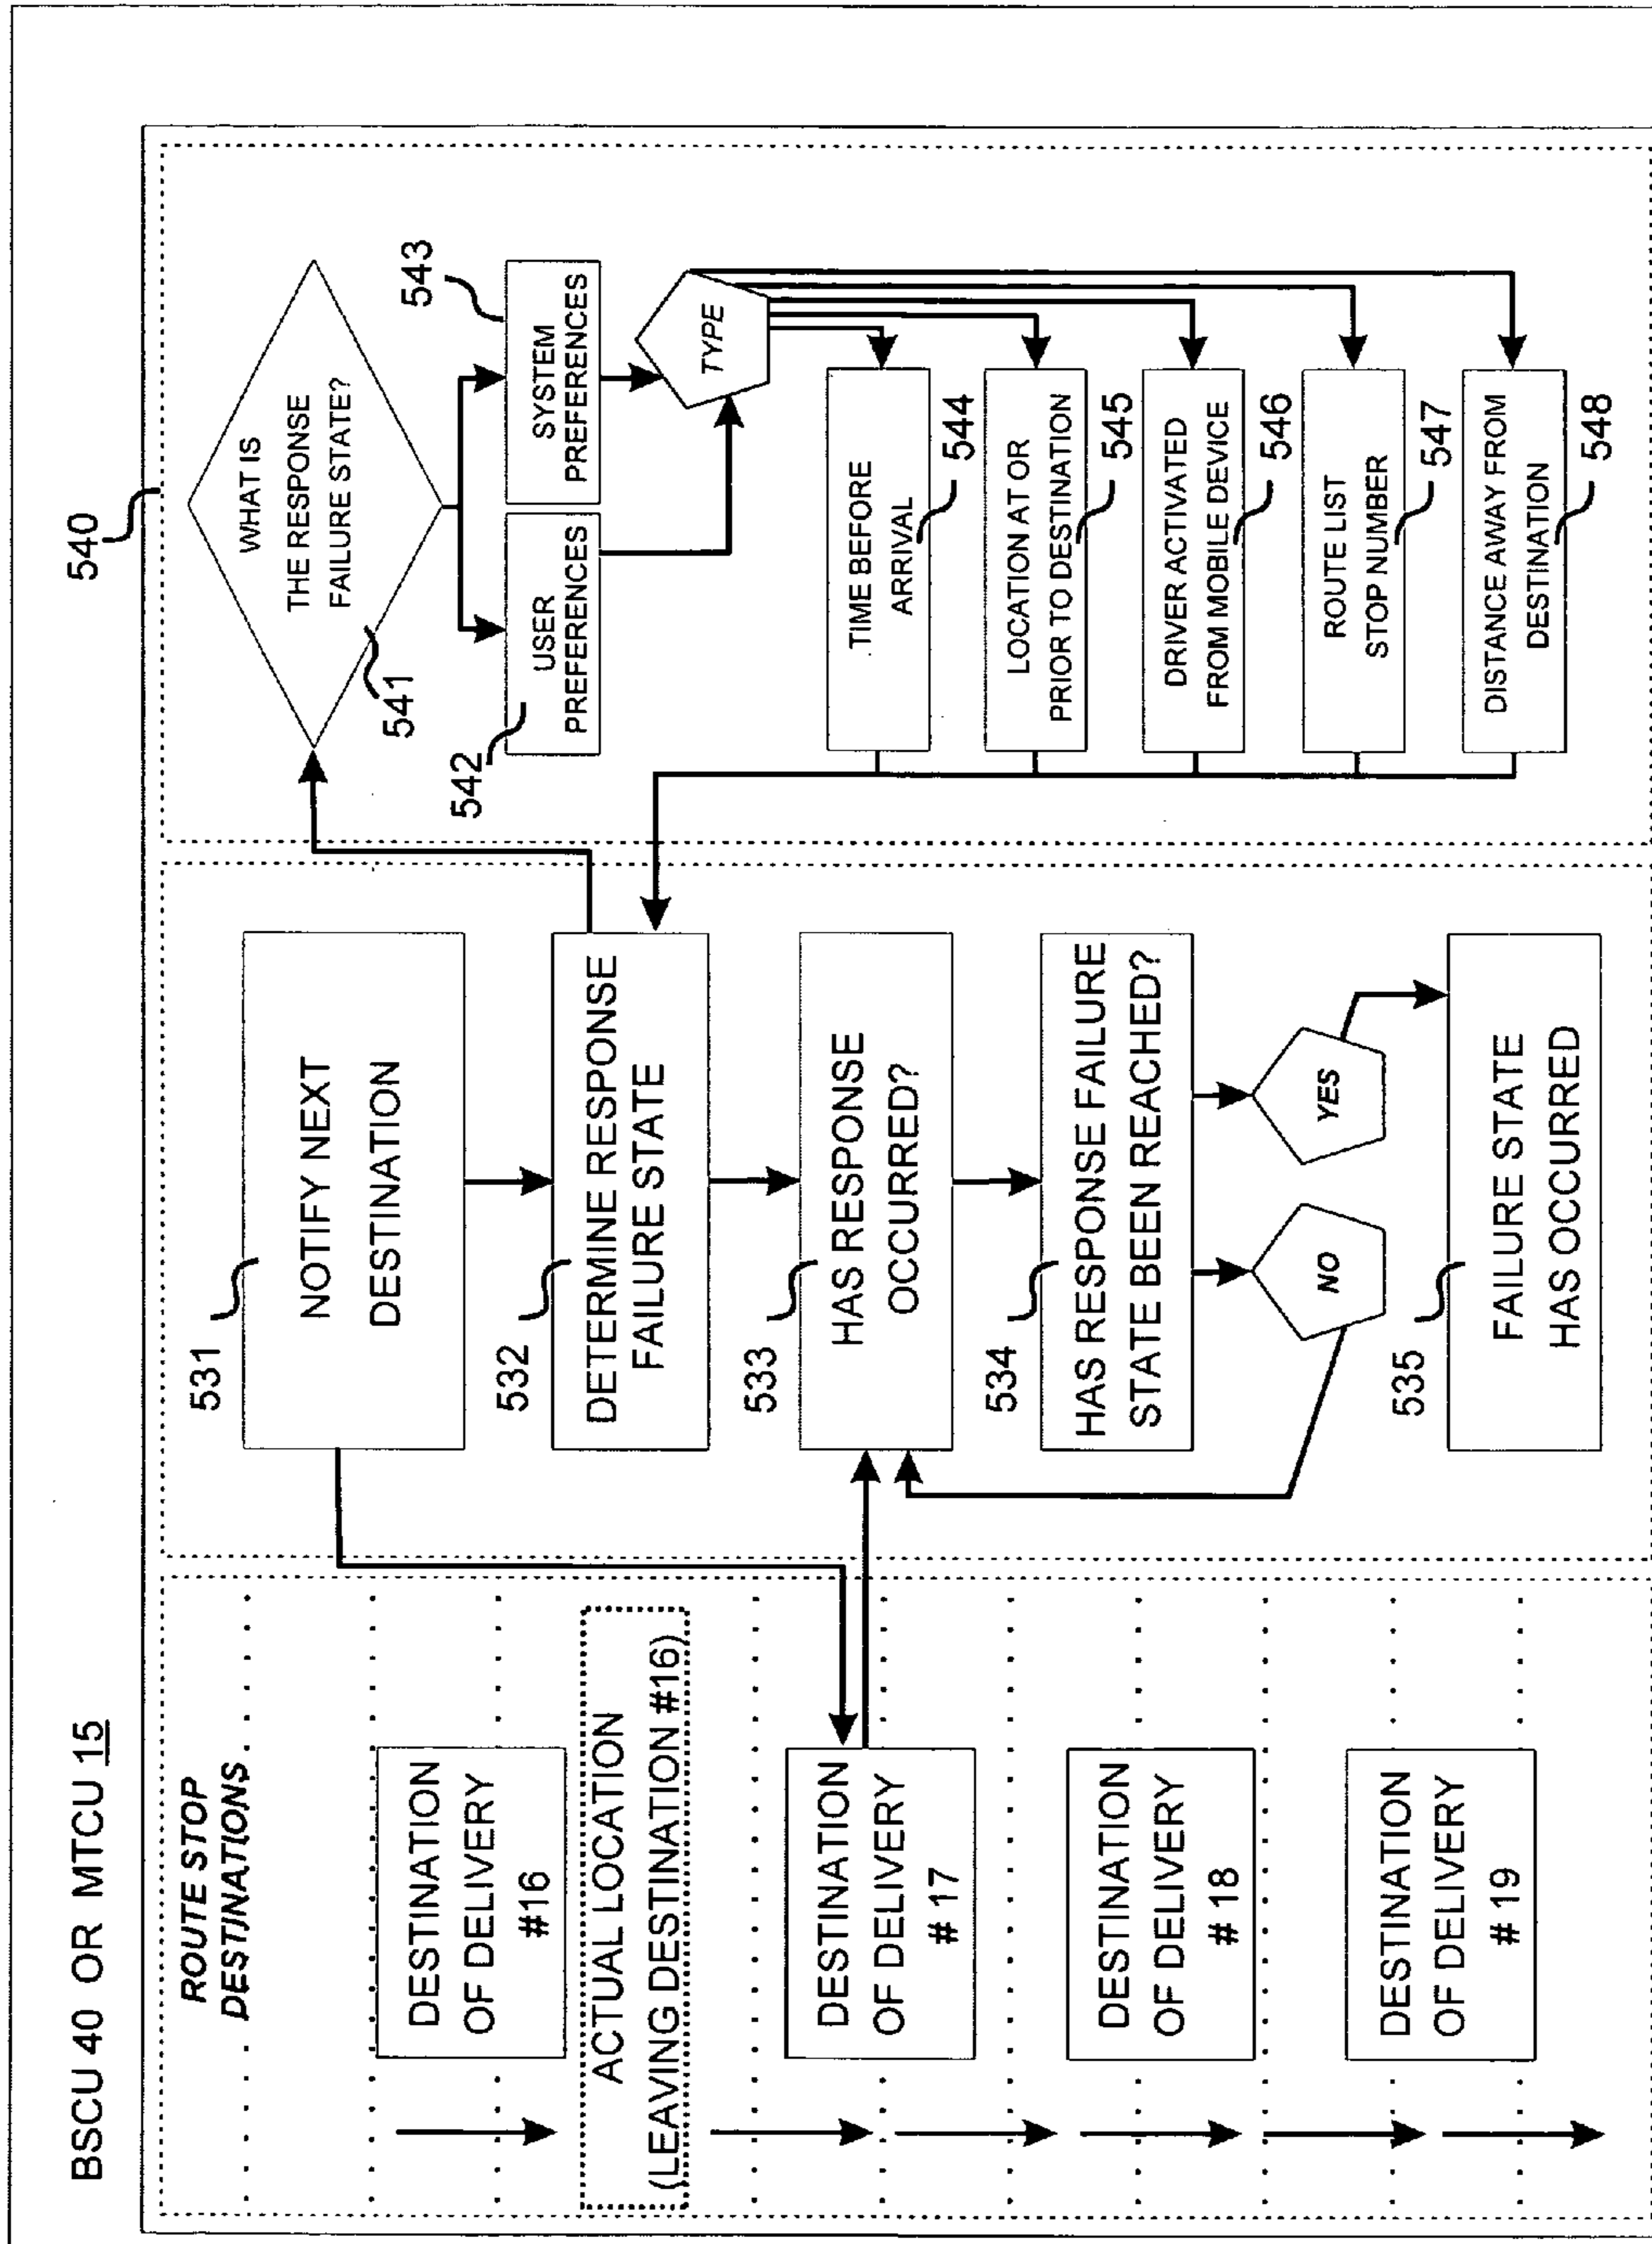 BSCU 40 OR MTCU 15
ROUTE STOP
DESTINATIONS
DESTINATION
OF DELIVERY
#16
ACTUAL LOCATION
(LEAVING DESTINATION #16)
DESTINATION
OF DELIVERY
# 17
DESTINATION
OF DELIVERY
# 18
DESTINATION
OF DELIVERY
# 19
531
NOTIFY NEXT
DESTINATION
532
DETERMINE RESPONSE
FAILURE STATE
533
HAS RESPONSE
OCCURRED?
534
HAS RESPONSE FAILURE
STATE BEEN REACHED?
NO
YES
535
FAILURE STATE
HAS OCCURRED
540
WHAT IS
THE RESPONSE
FAILURE STATE?
541
542
USER
PREFERENCES
543
SYSTEM
PREFERENCES
TYPE
TIME BEFORE
ARRIVAL
544
LOCATION AT OR
PRIOR TO DESTINATION
545
DRIVER ACTIVATED
FROM MOBILE DEVICE
546
ROUTE LIST
STOP NUMBER
547
DISTANCE AWAY FROM
DESTINATION
548